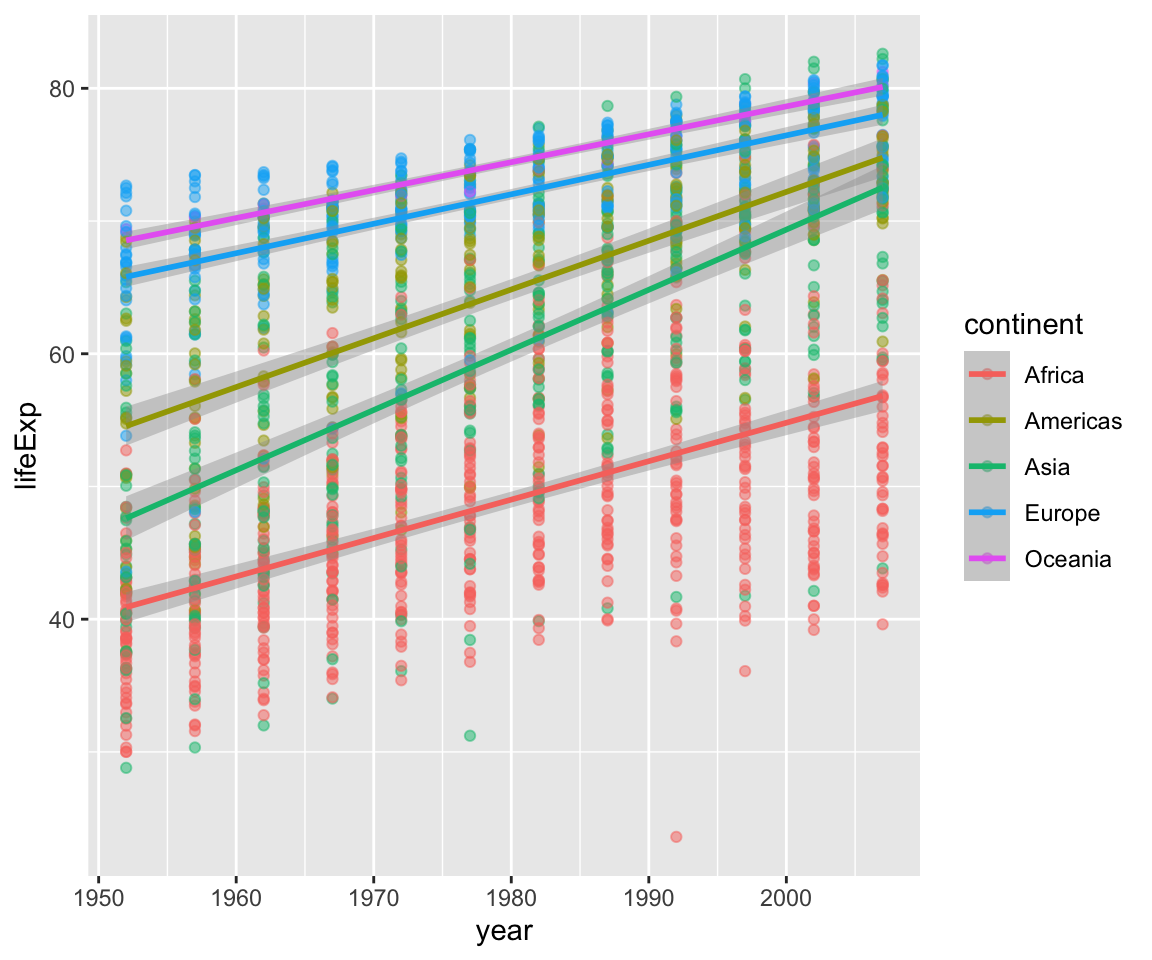 80
60
40
lifeExp
1950 1960 1970 1980 1990 2000
year
continent
Africa
Americas
Asia
Europe
Oceania